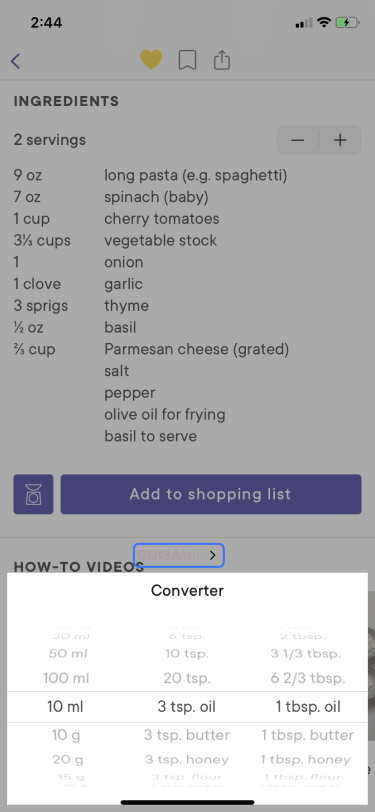 2:44
INGREDIENTS
2 servings
9 oz long pasta (e.g. spaghetti)
7 oz spinach (baby)
1 cup cherry tomatoes
3⅓ cups vegetable stock
1 onion
1 clove garlic
3 sprigs thyme
½ oz basil
⅔ cup Parmesan cheese (grated)
salt
pepper
olive oil for frying
basil to serve
Add to shopping list
HOW-TO VIDEOS
Converter
30 ml 6 tsp. 2 tbsp.
50 ml 10 tsp. 3 1/3 tbsp.
100 ml 20 tsp. 6 2/3 tbsp.
10 ml 3 tsp. oil 1 tbsp. oil
10 g 3 tsp. butter 1 tbsp. butter
20 g 3 tsp. honey 1 tbsp. honey
15 g 3 tsp. flour 1 tbsp. flour